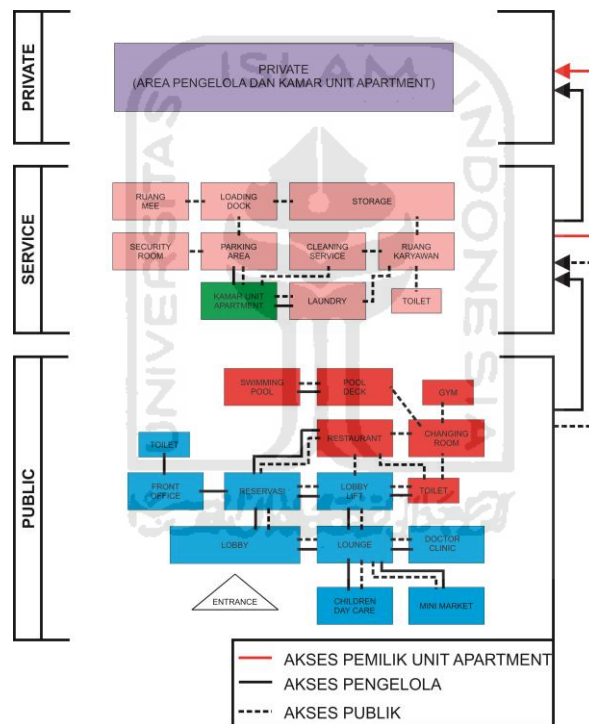 PRIVATE
PRIVATE
(AREA PENGELOLA DAN KAMAR UNIT APARTMENT)
SERVICE
RUANG
MEE
LOADING
DOCK
STORAGE
SECURITY
ROOM
PARKING
AREA
CLEANING
SERVICE
RUANG
KARYAWAN
KAMAR UNIT
APARTMENT
LAUNDRY
TOILET
PUBLIC
SWIMMING
POOL
POOL
DECK
GYM
TOILET
RESTAURANT
CHANGING
ROOM
FRONT
OFFICE
RESERVASI
LOBBY
LIFT
TOILET
LOBBY
LOUNGE
DOCTOR
CLINIC
ENTRANCE
CHILDREN
DAY CARE
MINI MARKET
AKSES PEMILIK UNIT APARTMENT
AKSES PENGELOLA
AKSES PUBLIK
UNIVERSITAS
ISLAM
INDONESIA